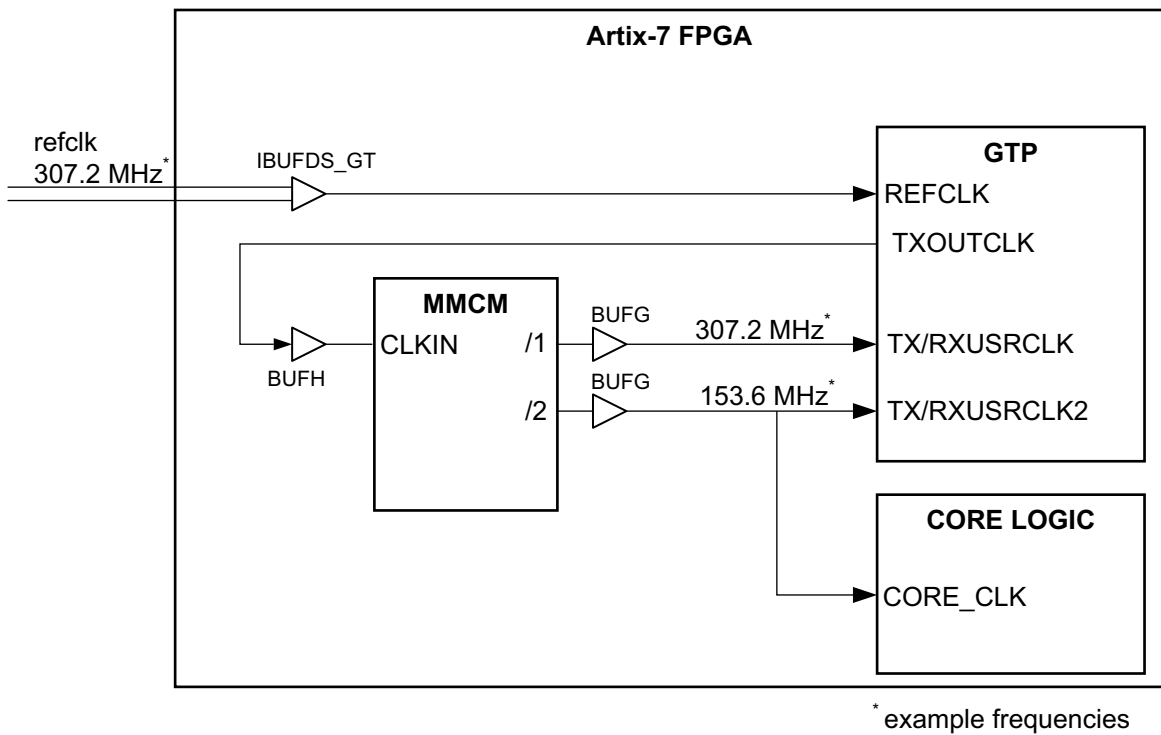 Artix-7 FPGA
refclk
307.2 MHz*
IBUFDS_GT
GTP
REFCLK
TXOUTCLK
MMCM
BUFG
307.2 MHz*
CLKIN
/1
TX/RXUSRCLK
BUFH
BUFG
153.6 MHz*
/2
TX/RXUSRCLK2
CORE LOGIC
CORE_CLK
* example frequencies